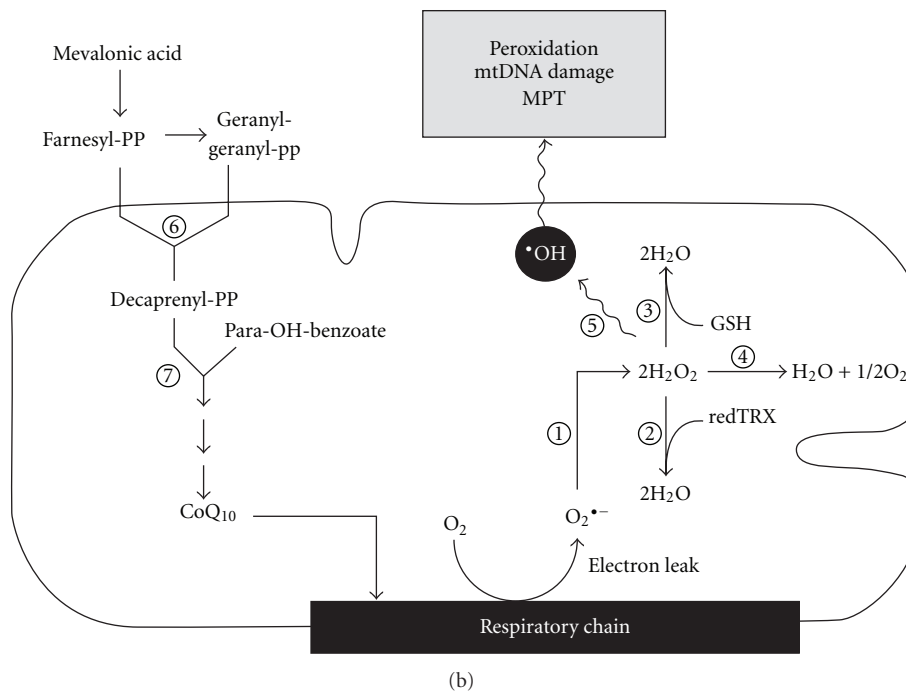 Mevalonic acid
Farnesyl-PP
Geranyl-
geranyl-pp
⑥
Decaprenyl-PP
Para-OH-benzoate
⑦
CoQ₁₀
Peroxidation
mtDNA damage
MPT
•OH
⑤
2H₂O
③
GSH
④
2H₂O₂
H₂O + 1/2O₂
①
②
redTRX
2H₂O
O₂
O₂•−
Electron leak
Respiratory chain
(b)